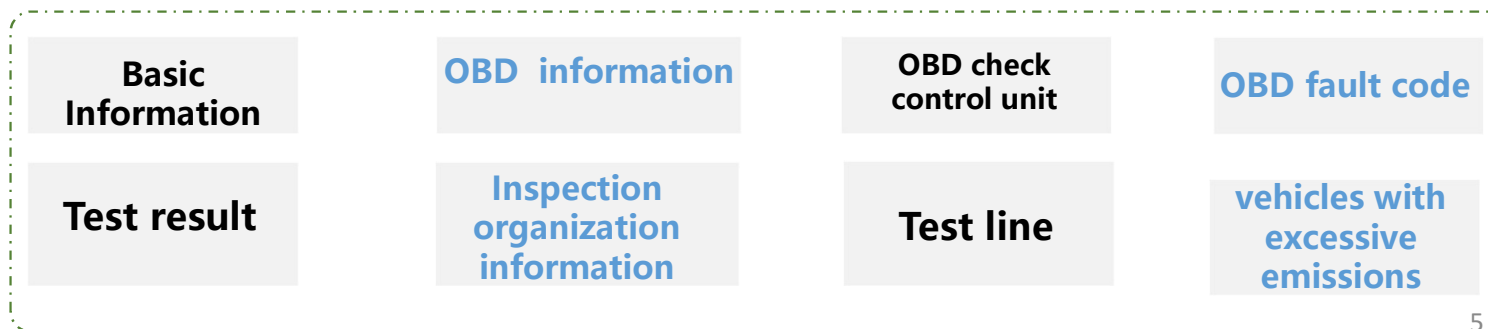 Basic
Information
OBD  information
OBD check
control unit
OBD fault code
Test result
Inspection
organization
information
Test line
vehicles with
excessive
emissions
5